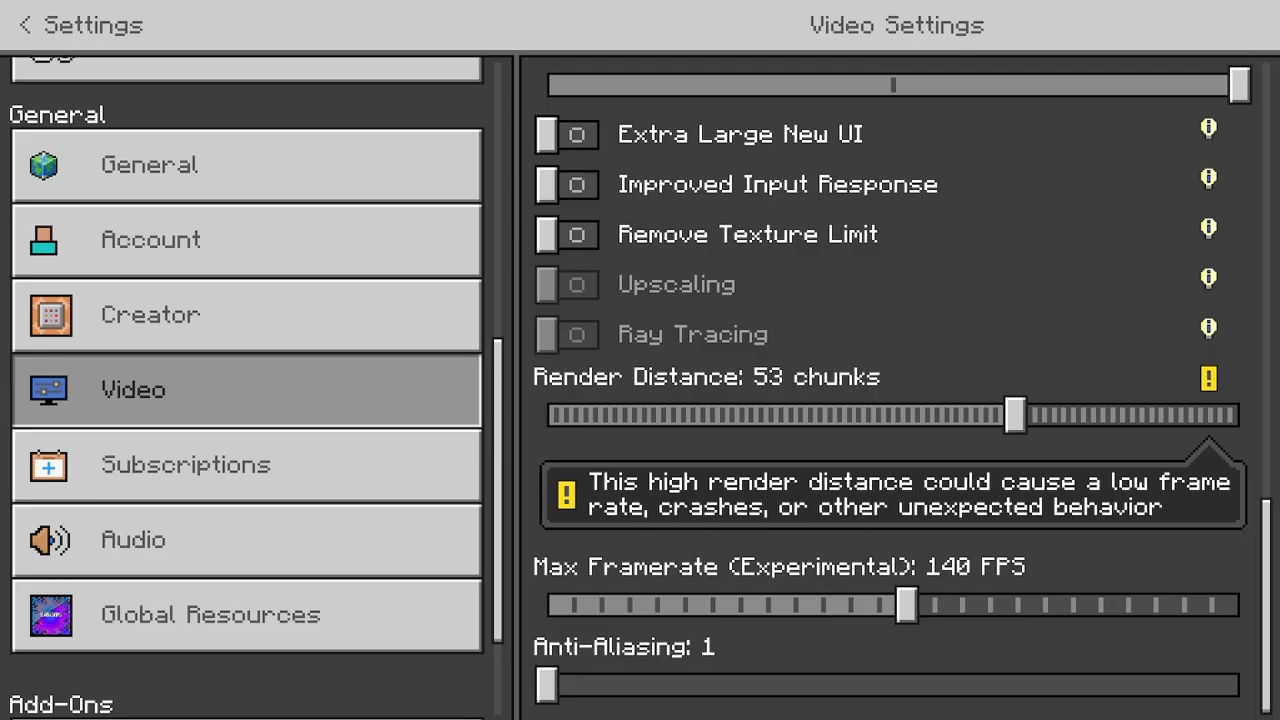 Settings
Video Settings
General
General
Account
Creator
Video
Subscriptions
Audio
Global Resources
Add-Ons
Extra Large New UI
Improved Input Response
Remove Texture Limit
Upscaling
Ray Tracing
Render Distance: 53 chunks
This high render distance could cause a low frame
rate, crashes, or other unexpected behavior
Max Framerate (Experimental): 140 FPS
Anti-Aliasing: 1